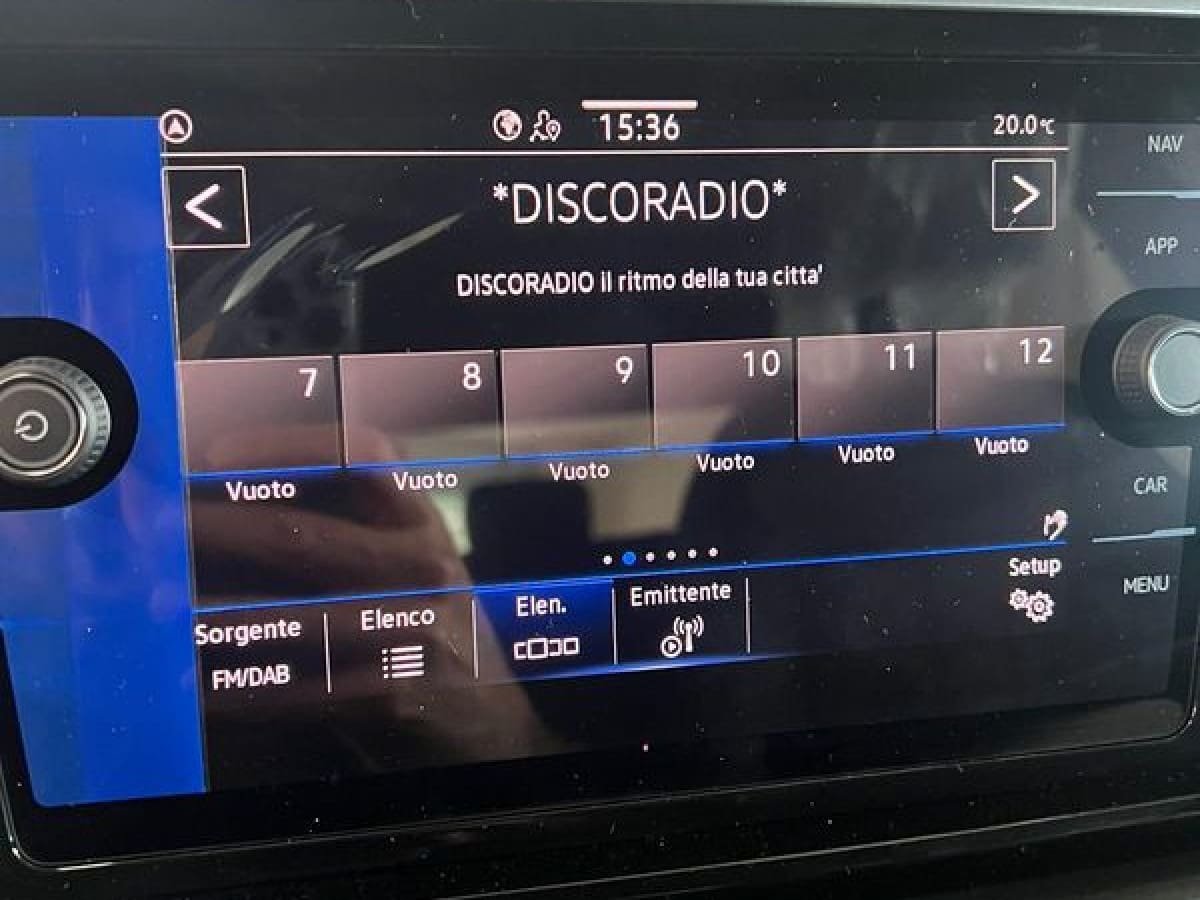 15:36
20.0°C
NAV
*DISCORADIO*
APP
DISCORADIO il ritmo della tua citta'
7 8 9 10 11 12
Vuoto Vuoto Vuoto Vuoto Vuoto Vuoto
CAR
Setup
MENU
Sorgente Elenco Elen. Emittente
FM/DAB